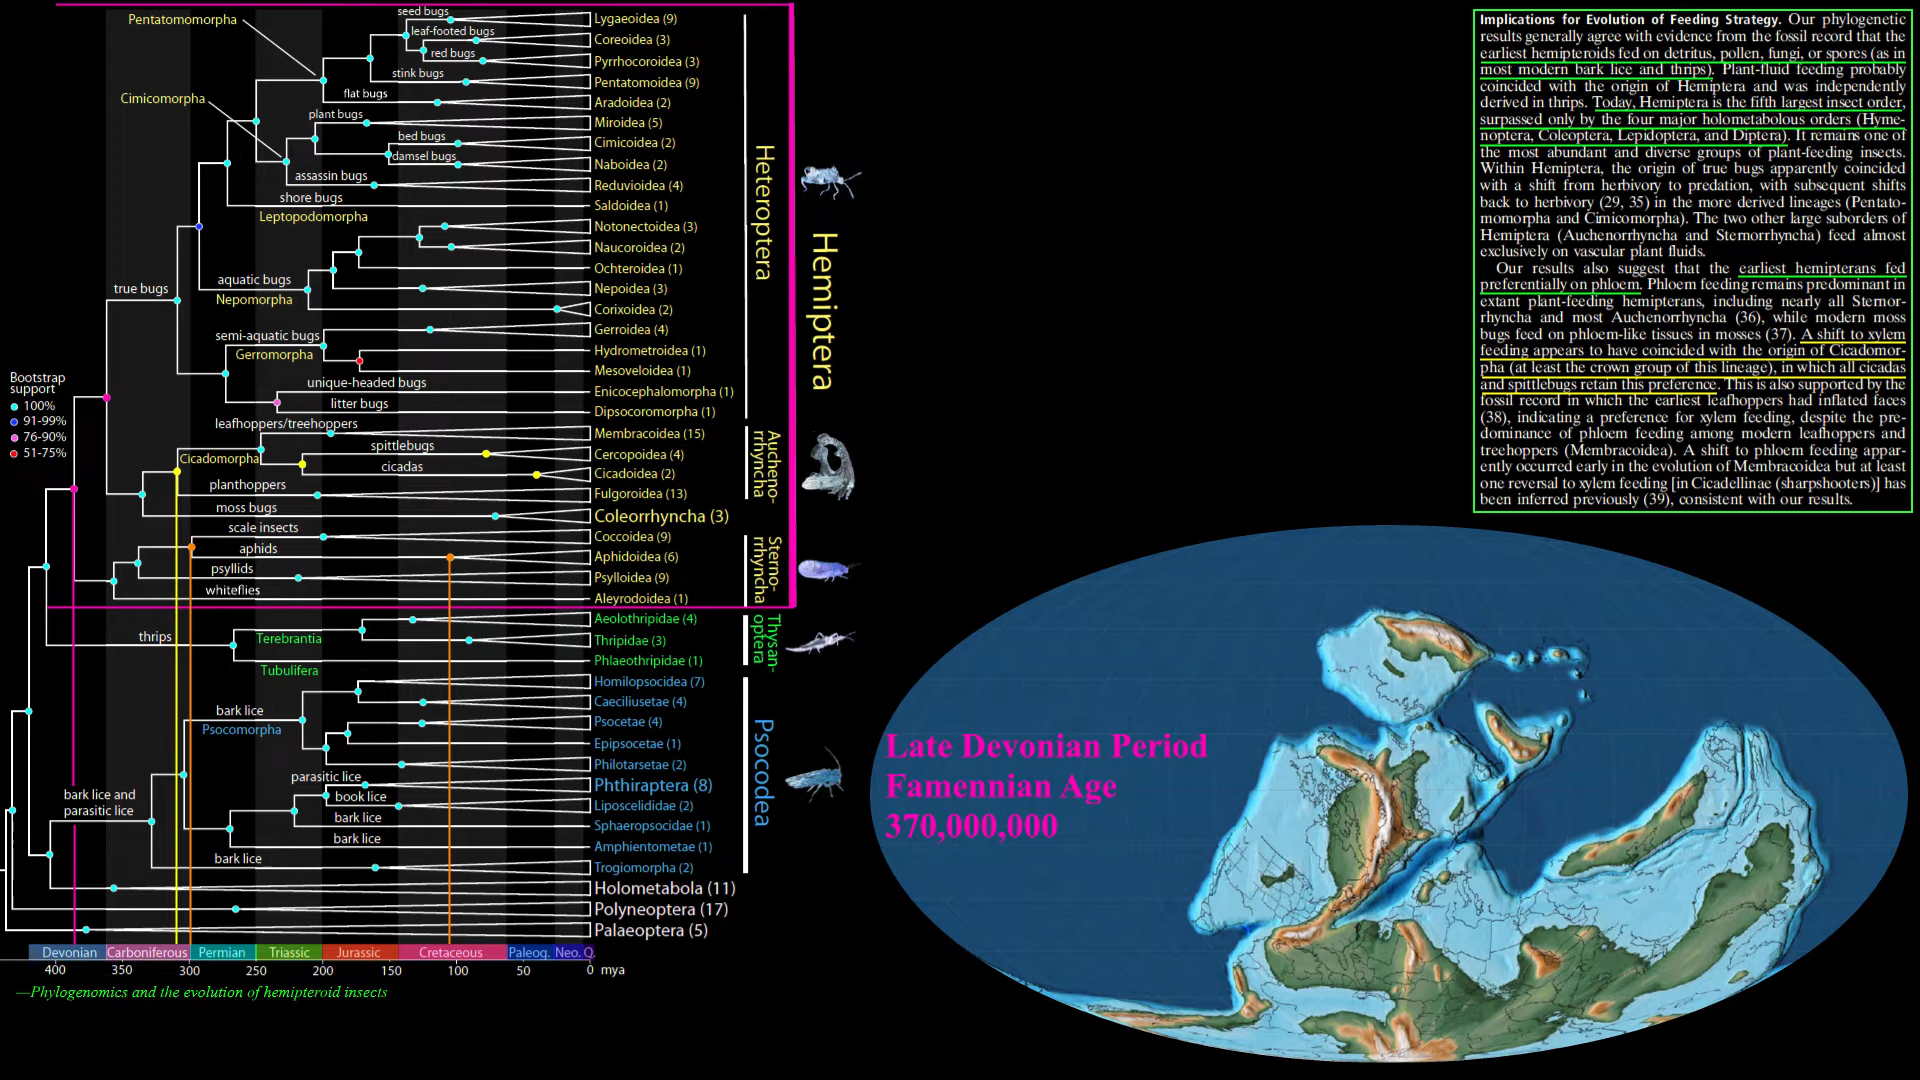 Pentatomomorpha
seed bugs
Lygaeoidea (9)
leaf-footed bugs
Coreoidea (3)
red bugs
Pyrrhocoroidea (3)
stink bugs
Pentatomoidea (9)
Cimicomorpha
flat bugs
Aradoidea (2)
plant bugs
Miroidea (5)
bed bugs
Cimicoidea (2)
damsel bugs
Naboidea (2)
assassin bugs
Reduvioidea (4)
shore bugs
Saldoidea (1)
Leptopodomorpha
Notonectoidea (3)
Naucoroidea (2)
Ochteroidea (1)
true bugs
aquatic bugs
Nepomorpha
Nepoidea (3)
Corixoidea (2)
semi-aquatic bugs
Gerromorpha
Gerroidea (4)
Hydrometroidea (1)
Mesoveloidea (1)
unique-headed bugs
Enicocephalomorpha (1)
litter bugs
Dipsocoromorpha (1)
Heteroptera
Hemiptera
Bootstrap
support
100%
91-99%
76-90%
51-75%
leafhoppers/treehoppers
Membracoidea (15)
Cicadomorpha
spittlebugs
Cercopoidea (4)
cicadas
Cicadoidea (2)
planthoppers
Fulgoroidea (13)
Aucheno-
rrhyncha
moss bugs
Coleorrhyncha (3)
scale insects
Coccoidea (9)
aphids
Aphidoidea (6)
psyllids
Psylloidea (9)
whiteflies
Aleyrodoidea (1)
Sterno-
rrhyncha
thrips
Terebrantia
Tubulifera
Aeolothripidae (4)
Thripidae (3)
Phlaeothripidae (1)
Thysan-
optera
bark lice
Psocomorpha
Homilopsocidea (7)
Caeciliusetae (4)
Psocetae (4)
Epipsocetae (1)
Philotarsetae (2)
bark lice and
parasitic lice
parasitic lice
Phthiraptera (8)
book lice
Liposcelididae (2)
bark lice
Sphaeropsocidae (1)
bark lice
Amphientometae (1)
bark lice
Trogiomorpha (2)
Psocodea
Holometabola (11)
Polyneoptera (17)
Palaeoptera (5)
Devonian Carboniferous Permian Triassic Jurassic Cretaceous Paleog. Neo. Q.
400 350 300 250 200 150 100 50 0 mya
—Phylogenomics and the evolution of hemipteroid insects
Implications for Evolution of Feeding Strategy. Our phylogenetic
results generally agree with evidence from the fossil record that the
earliest hemipteroids fed on detritus, pollen, fungi, or spores (as in
most modern bark lice and thrips). Plant-fluid feeding probably
coincided with the origin of Hemiptera and was independently
derived in thrips. Today, Hemiptera is the fifth largest insect order,
surpassed only by the four major holometabolous orders (Hyme-
noptera, Coleoptera, Lepidoptera, and Diptera). It remains one of
the most abundant and diverse groups of plant-feeding insects.
Within Hemiptera, the origin of true bugs apparently coincided
with a shift from herbivory to predation, with subsequent shifts
back to herbivory (29, 35) in the more derived lineages (Pentato-
momorpha and Cimicomorpha). The two other large suborders of
Hemiptera (Auchenorrhyncha and Sternorrhyncha) feed almost
exclusively on vascular plant fluids.
Our results also suggest that the earliest hemipterans fed
preferentially on phloem. Phloem feeding remains predominant in
extant plant-feeding hemipterans, including nearly all Sternor-
rhyncha and most Auchenorrhyncha (36), while modern moss
bugs feed on phloem-like tissues in mosses (37). A shift to xylem
feeding appears to have coincided with the origin of Cicadomor-
pha (at least the crown group of this lineage), in which all cicadas
and spittlebugs retain this preference. This is also supported by the
fossil record in which the earliest leafhoppers had inflated faces
(38), indicating a preference for xylem feeding, despite the pre-
dominance of phloem feeding among modern leafhoppers and
treehoppers (Membracoidea). A shift to phloem feeding appar-
ently occurred early in the evolution of Membracoidea but at least
one reversal to xylem feeding [in Cicadellinae (sharpshooters)] has
been inferred previously (39), consistent with our results.
Late Devonian Period
Famennian Age
370,000,000